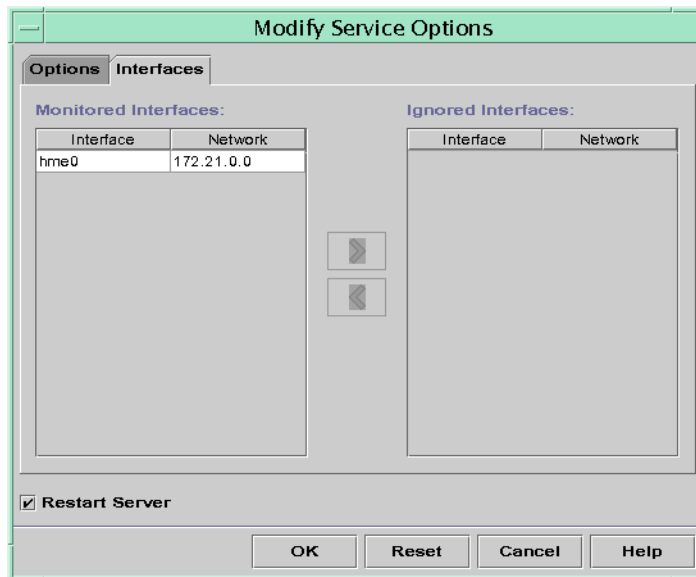 Modify Service Options
Options Interfaces
Monitored Interfaces: Ignored Interfaces:
Interface Network Interface Network
hme0 172.21.0.0
Restart Server
OK Reset Cancel Help